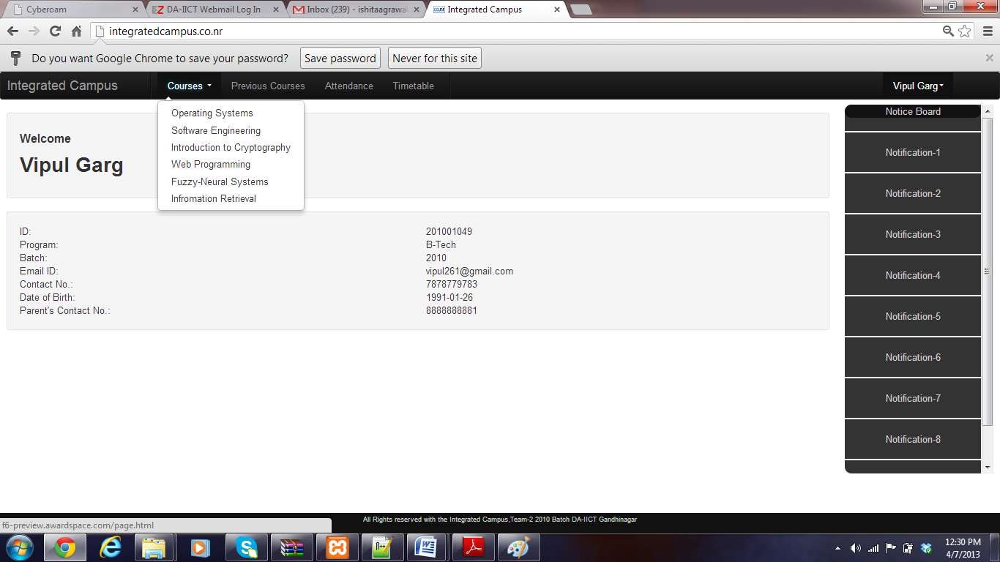 Cyberoam
DA-IICT Webmail Log In
Inbox (239) - ishitaagrawa
Integrated Campus
integratedcampus.co.nr
Do you want Google Chrome to save your password?
Save password
Never for this site
Integrated Campus
Courses
Previous Courses
Attendance
Timetable
Vipul Garg
Operating Systems
Software Engineering
Introduction to Cryptography
Web Programming
Fuzzy-Neural Systems
Infromation Retrieval
Welcome
Vipul Garg
ID: 201001049
Program: B-Tech
Batch: 2010
Email ID: vipul261@gmail.com
Contact No.: 7878779783
Date of Birth: 1991-01-26
Parent's Contact No.: 8888888881
Notice Board
Notification-1
Notification-2
Notification-3
Notification-4
Notification-5
Notification-6
Notification-7
Notification-8
All Rights reserved with the Integrated Campus,Team-2 2010 Batch DA-IICT Gandhinagar
f6-preview.awardspace.com/page.html
12:30 PM
4/7/2013